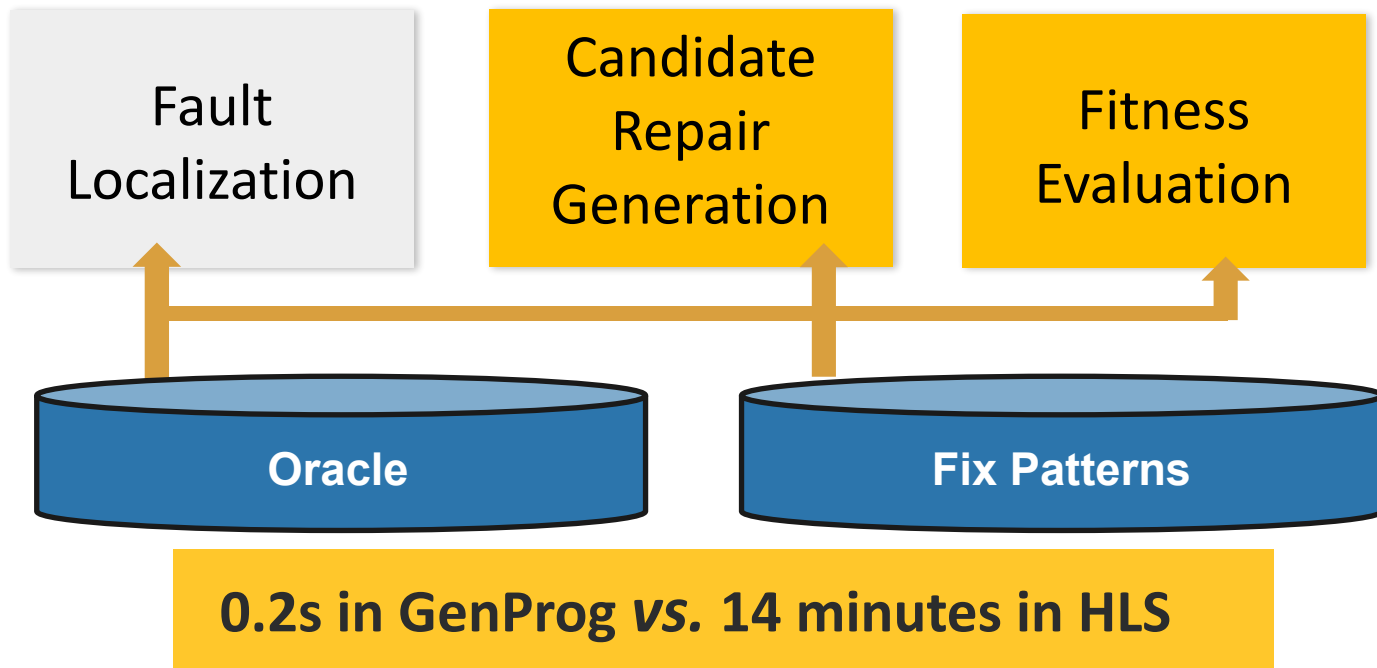 Fault
Localization
Candidate
Repair
Generation
Fitness
Evaluation
Oracle
Fix Patterns
0.2s in GenProg vs. 14 minutes in HLS